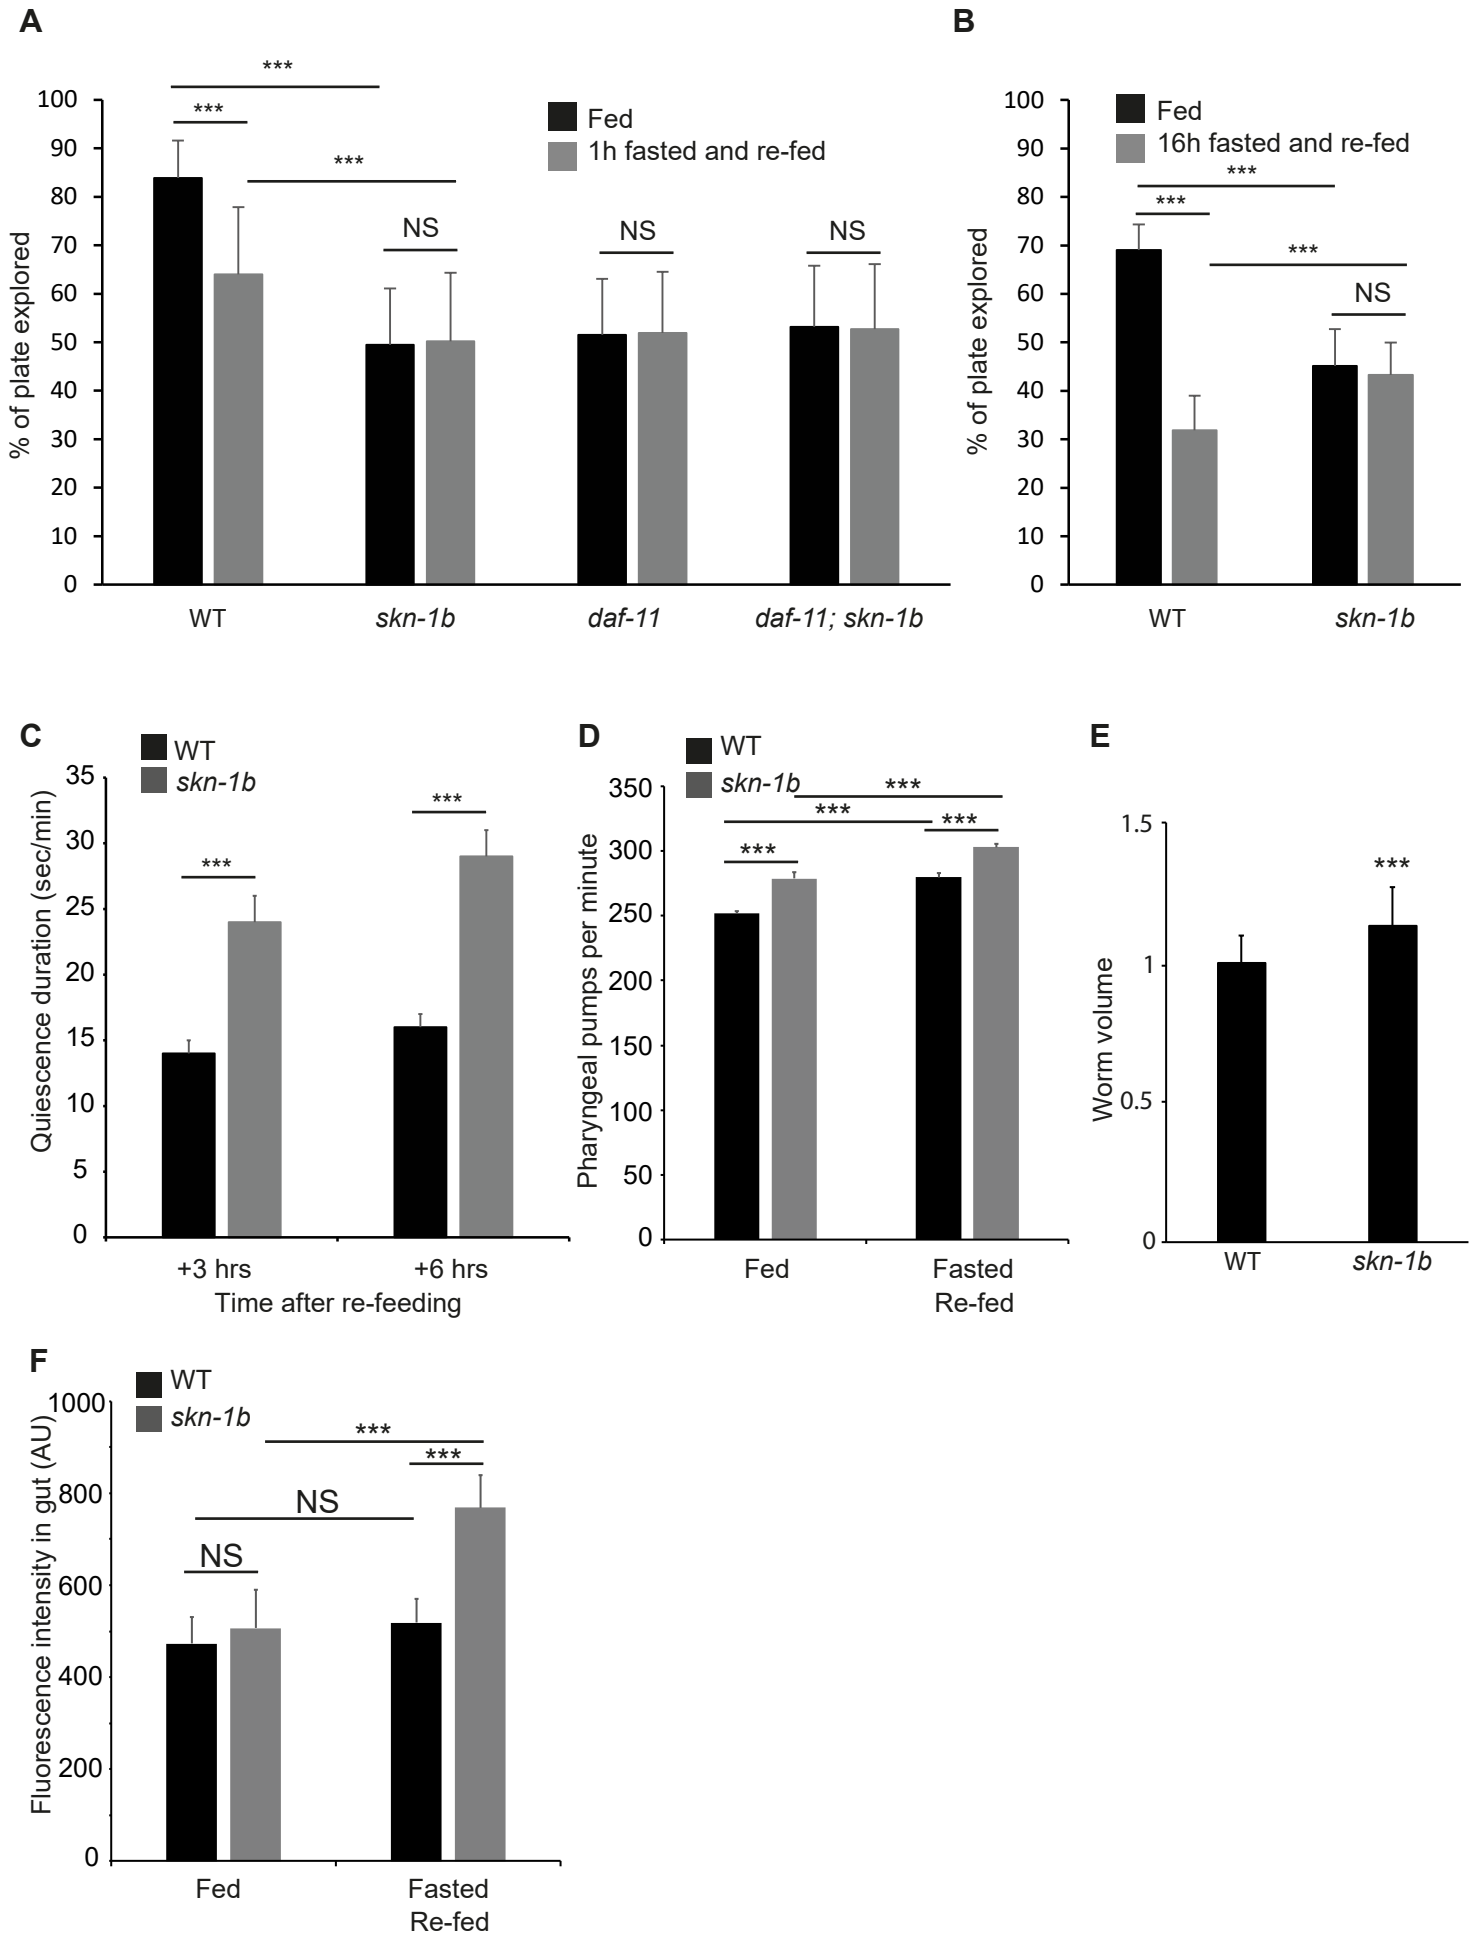 A
% of plate explored
100
90
80
70
60
50
40
30
20
10
0
***
***
***
NS
NS
NS
Fed
1h fasted and re-fed
WT
skn-1b
daf-11
daf-11; skn-1b
B
% of plate explored
100
90
80
70
60
50
40
30
20
10
0
Fed
16h fasted and re-fed
***
***
***
NS
WT
skn-1b
C
WT
skn-1b
Quiescence duration (sec/min)
35
30
25
20
15
10
5
0
***
***
+3 hrs
+6 hrs
Time after re-feeding
D
WT
skn-1b
Pharyngeal pumps per minute
350
300
250
200
150
100
50
0
***
***
***
***
Fed
Fasted
Re-fed
E
Worm volume
1.5
1
0.5
0
***
WT
skn-1b
F
WT
skn-1b
Fluorescence intensity in gut (AU)
1000
800
600
400
200
0
***
***
NS
NS
Fed
Fasted
Re-fed